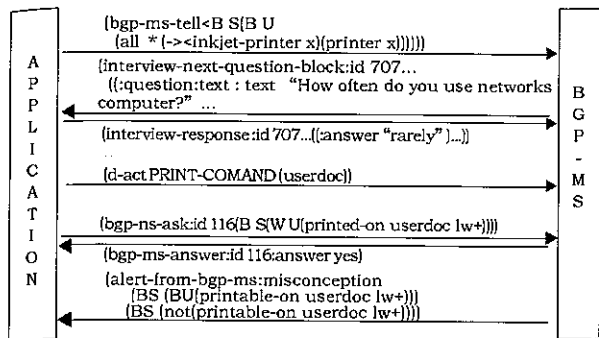 (bgp-ms-tell<B S(B U
(all * (-><inkjet-printer x)(printer x))))))
(interview-next-question-block:id 707...
((:question:text : text "How often do you use networks
computer?" ...
(interview-response:id 707...((:answer "rarely" )...))
..
(d-act PRINT-COMAND (userdoc))
(bgp-ns-ask:id 116(B S(W U(printed-on userdoc lw+))))
(bgp-ms-answer:id 116:answer yes)
(alert-from-bgp-ms:misconception
(BS (BU(printable-on userdoc lw+)))
(BS (not(printable-on userdoc lw+))))
APPLICATION
BGP-MS